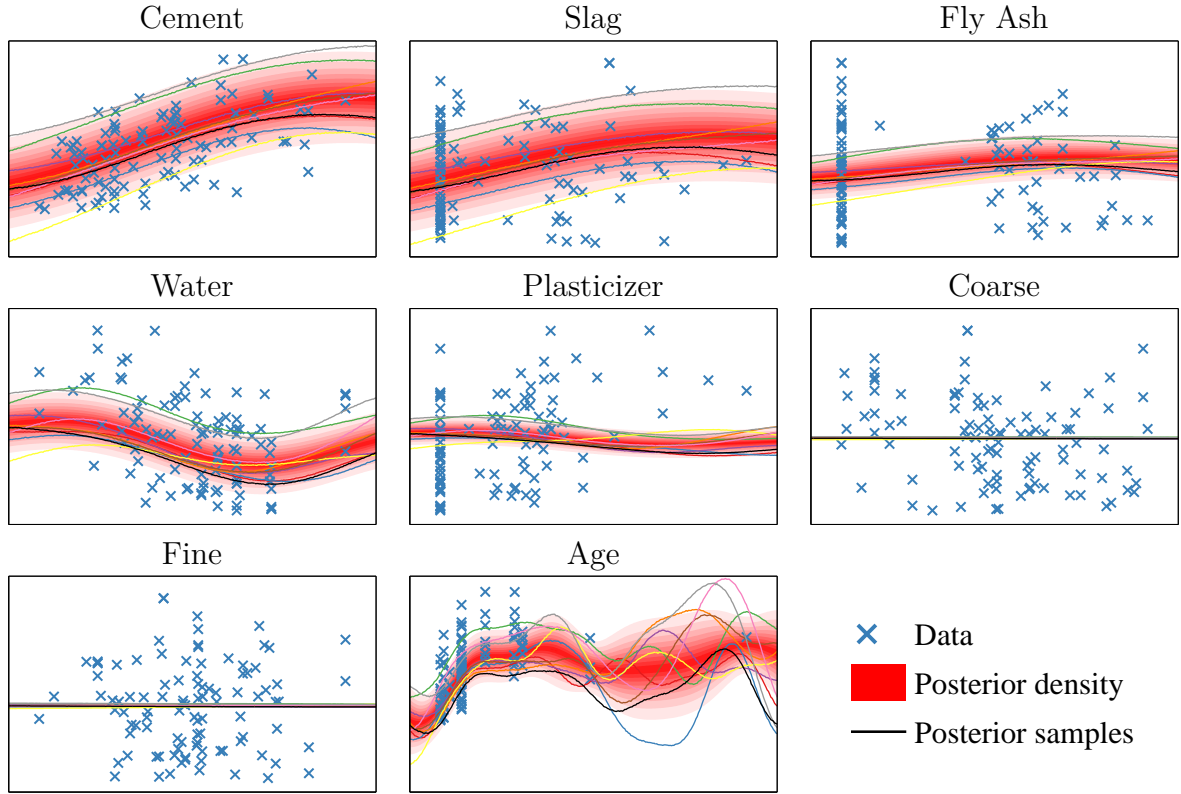 Cement
Slag
Fly Ash
Water
Plasticizer
Coarse
Fine
Age
Data
Posterior density
Posterior samples